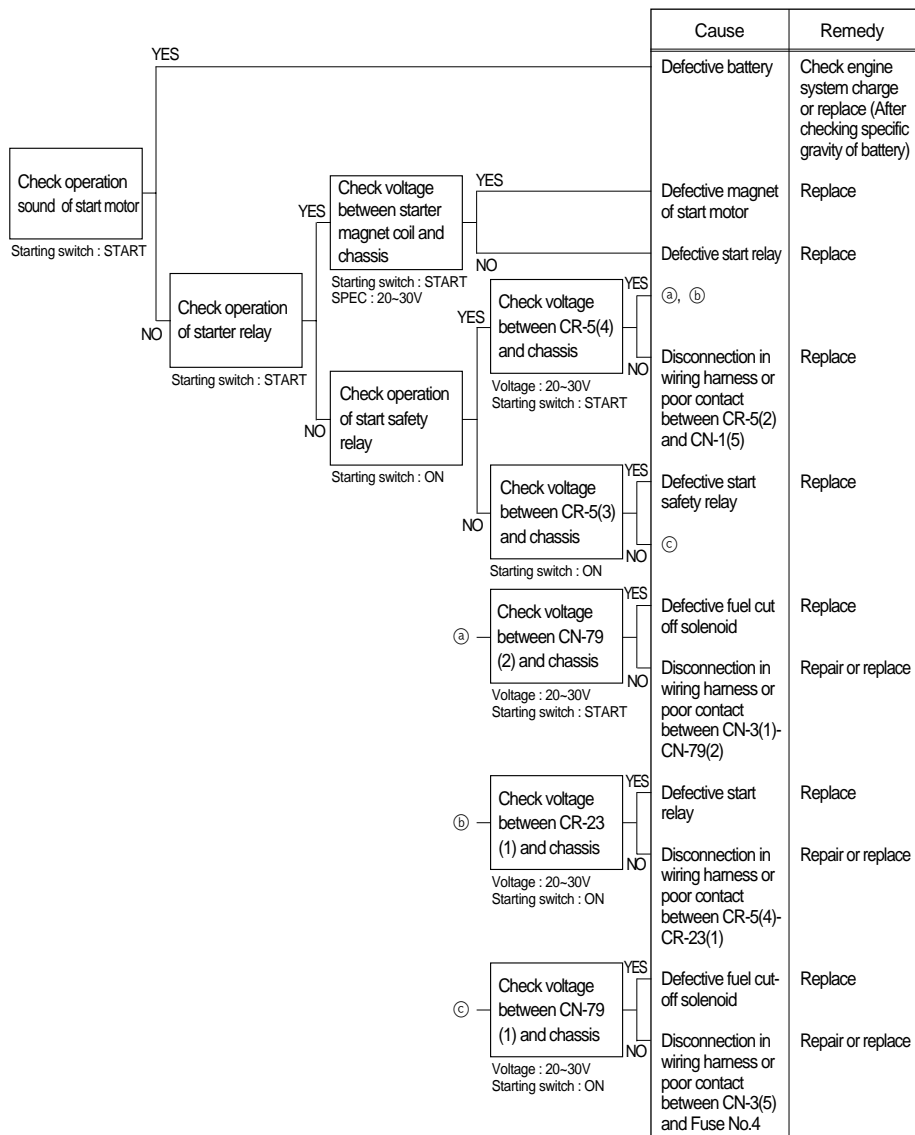 Cause
Remedy
YES
Defective battery
Check engine
system charge
or replace (After
checking specific
gravity of battery)
Check operation
sound of start motor
Starting switch : START
YES
Check voltage
between starter
magnet coil and
chassis
Starting switch : START
SPEC : 20~30V
YES
Defective magnet
of start motor
Replace
NO
Defective start relay
Replace
NO
Check operation
of starter relay
Starting switch : START
YES
Check voltage
between CR-5(4)
and chassis
Voltage : 20~30V
Starting switch : START
YES
ⓐ, ⓑ
NO
Disconnection in
wiring harness or
poor contact
between CR-5(2)
and CN-1(5)
Replace
NO
Check operation
of start safety
relay
Starting switch : ON
NO
Check voltage
between CR-5(3)
and chassis
Starting switch : ON
YES
Defective start
safety relay
Replace
NO
ⓒ
ⓐ
Check voltage
between CN-79
(2) and chassis
Voltage : 20~30V
Starting switch : START
YES
Defective fuel cut
off solenoid
Replace
NO
Disconnection in
wiring harness or
poor contact
between CN-3(1)-
CN-79(2)
Repair or replace
ⓑ
Check voltage
between CR-23
(1) and chassis
Voltage : 20~30V
Starting switch : ON
YES
Defective start
relay
Replace
NO
Disconnection in
wiring harness or
poor contact
between CR-5(4)-
CR-23(1)
Repair or replace
ⓒ
Check voltage
between CN-79
(1) and chassis
Voltage : 20~30V
Starting switch : ON
YES
Defective fuel cut-
off solenoid
Replace
NO
Disconnection in
wiring harness or
poor contact
between CN-3(5)
and Fuse No.4
Repair or replace